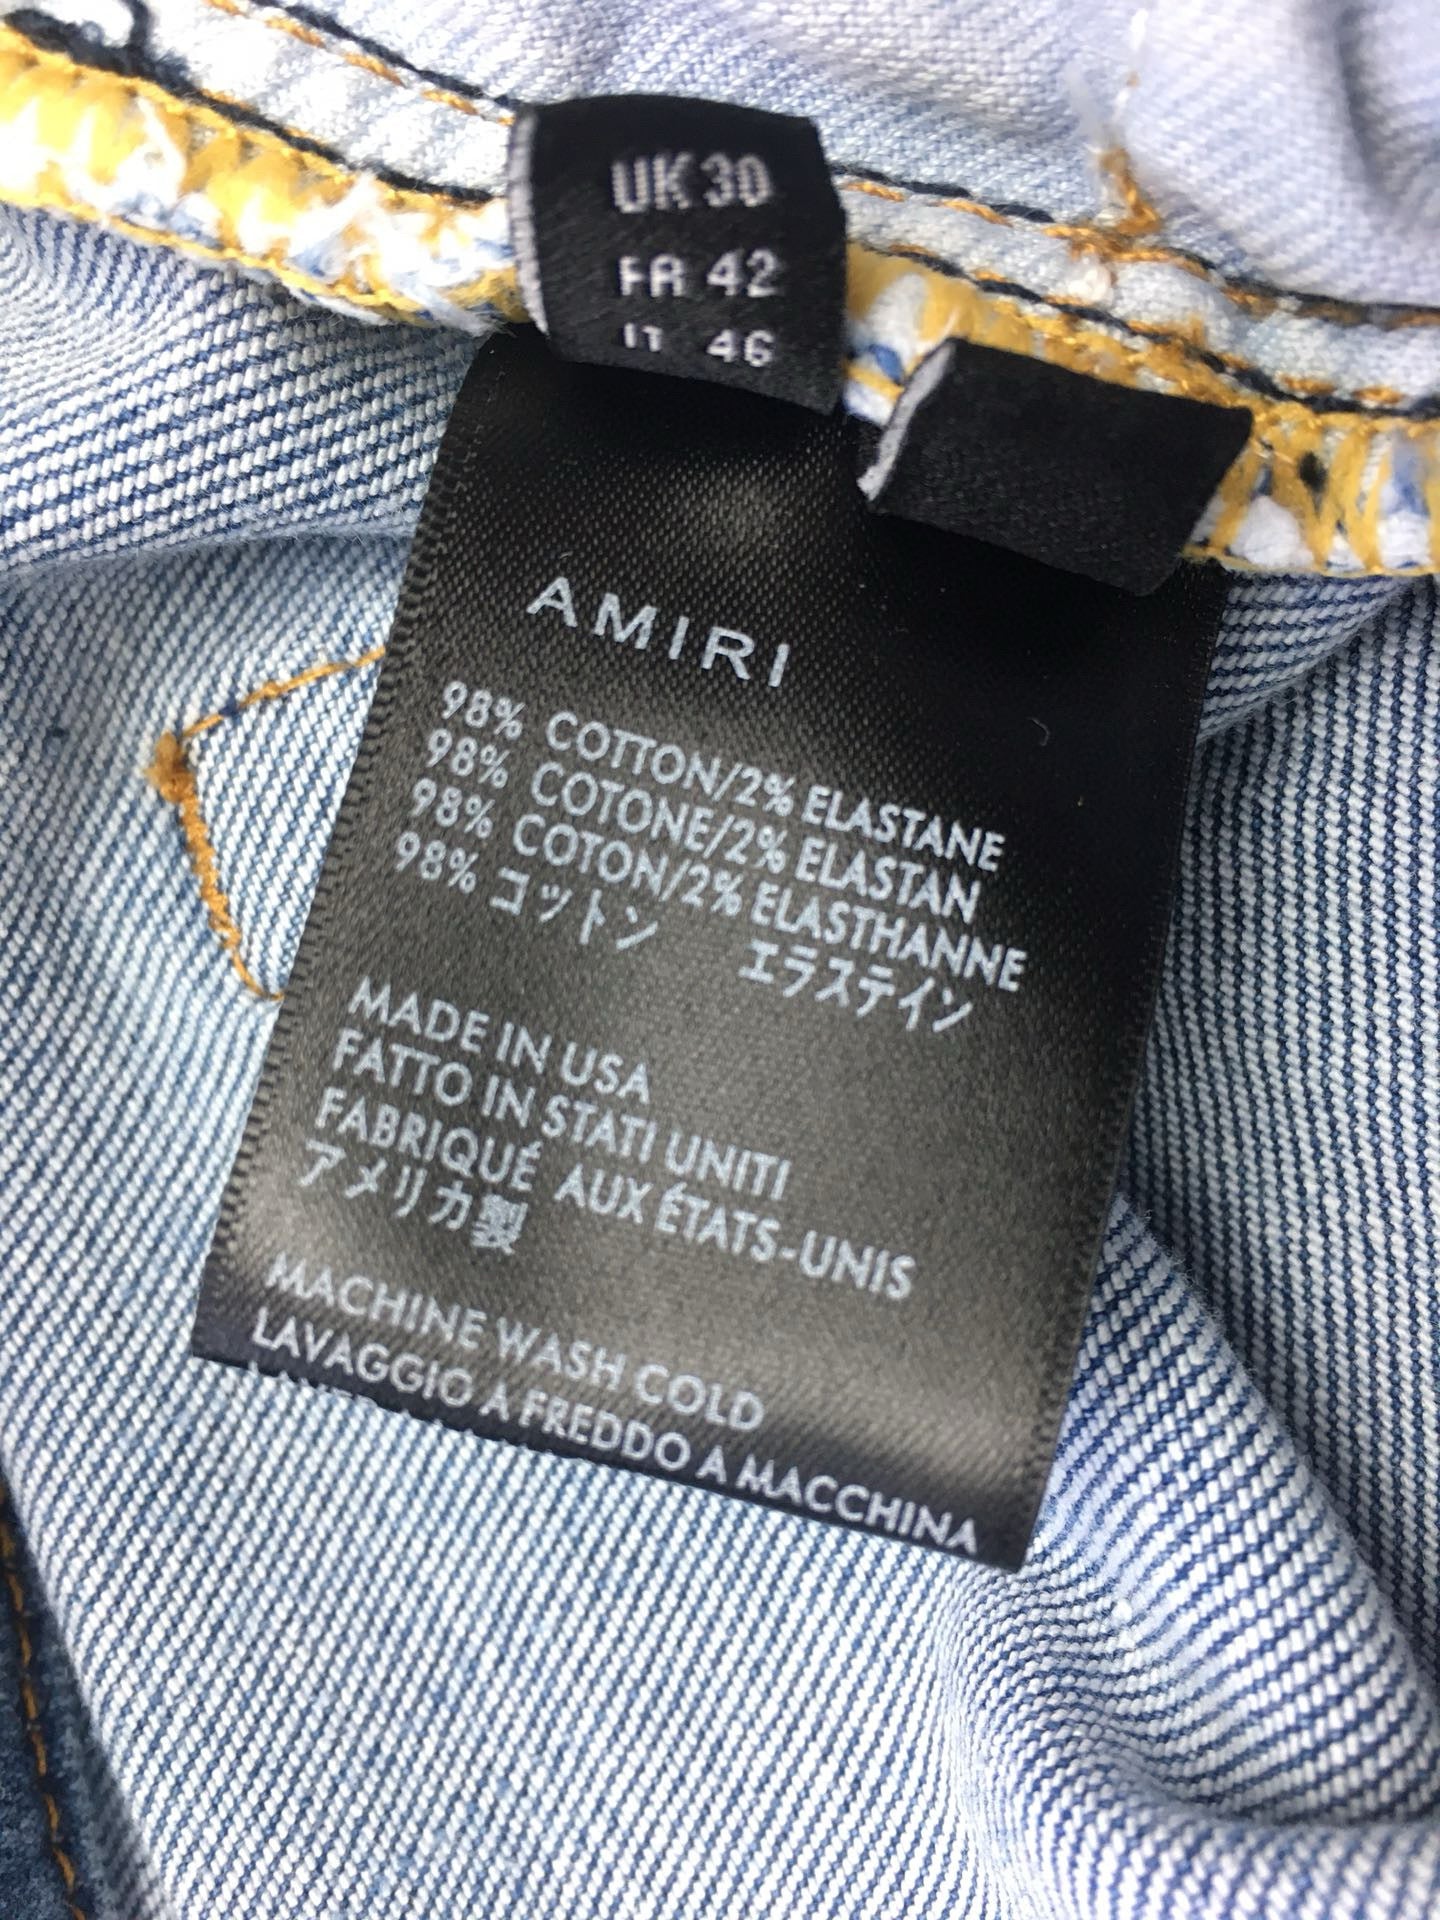 UK 30
FR 42
IT 46
AMIRI
98% COTTON/2% ELASTANE
98% COTONE/2% ELASTAN
98% COTON/2% ELASTHANNE
98% コットン エラステイン
MADE IN USA
FATTO IN STATI UNITI
FABRIQUÉ AUX ÉTATS-UNIS
アメリカ製
MACHINE WASH COLD
LAVAGGIO A FREDDO A MACCHINA